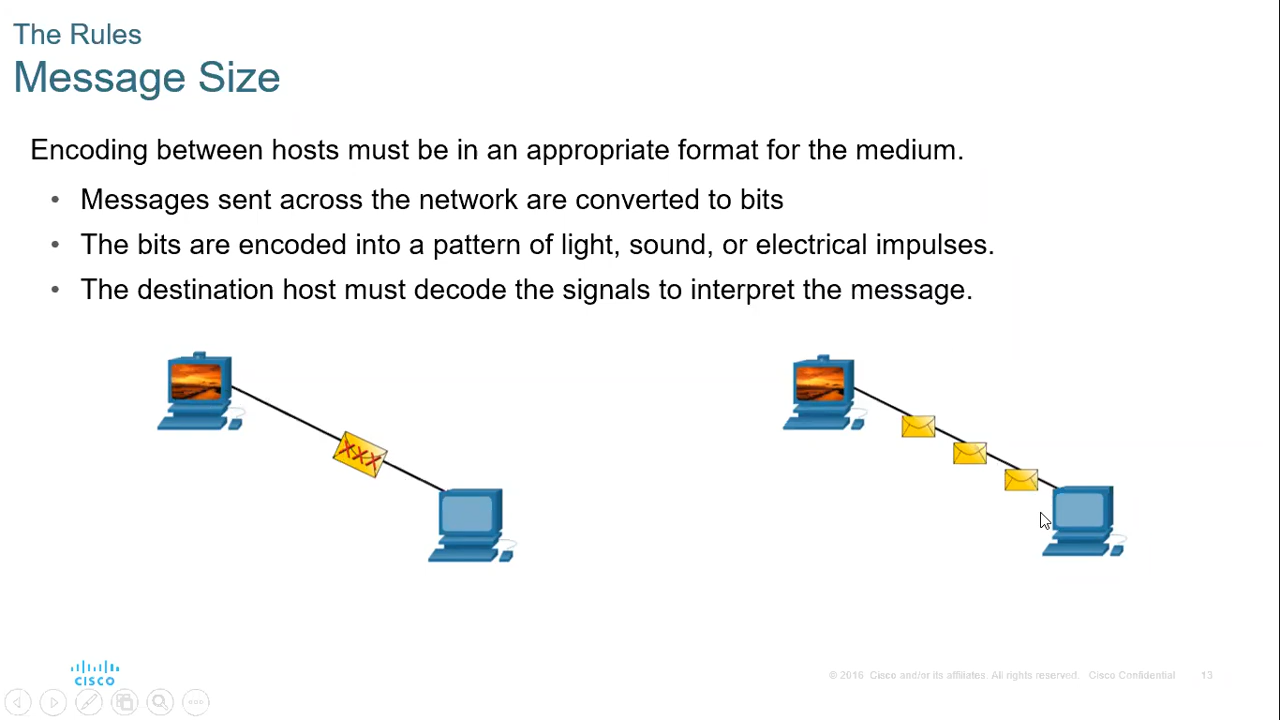 The Rules
Message Size
Encoding between hosts must be in an appropriate format for the medium.
• Messages sent across the network are converted to bits
• The bits are encoded into a pattern of light, sound, or electrical impulses.
• The destination host must decode the signals to interpret the message.
XXX
CISCO
© 2016 Cisco and/or its affiliates. All rights reserved. Cisco Confidential 13